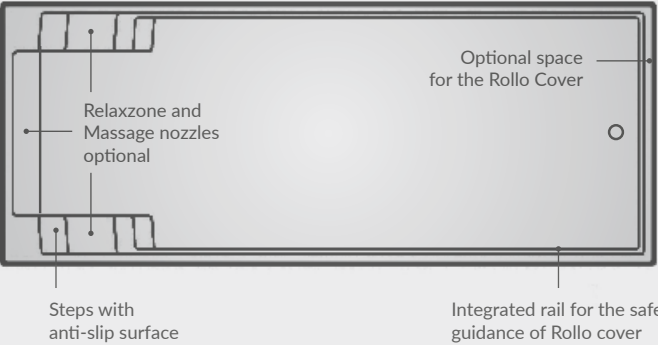 Optional space
for the Rollo Cover
Relaxzone and
Massage nozzles
optional
Steps with
anti-slip surface
Integrated rail for the safe
guidance of Rollo cover